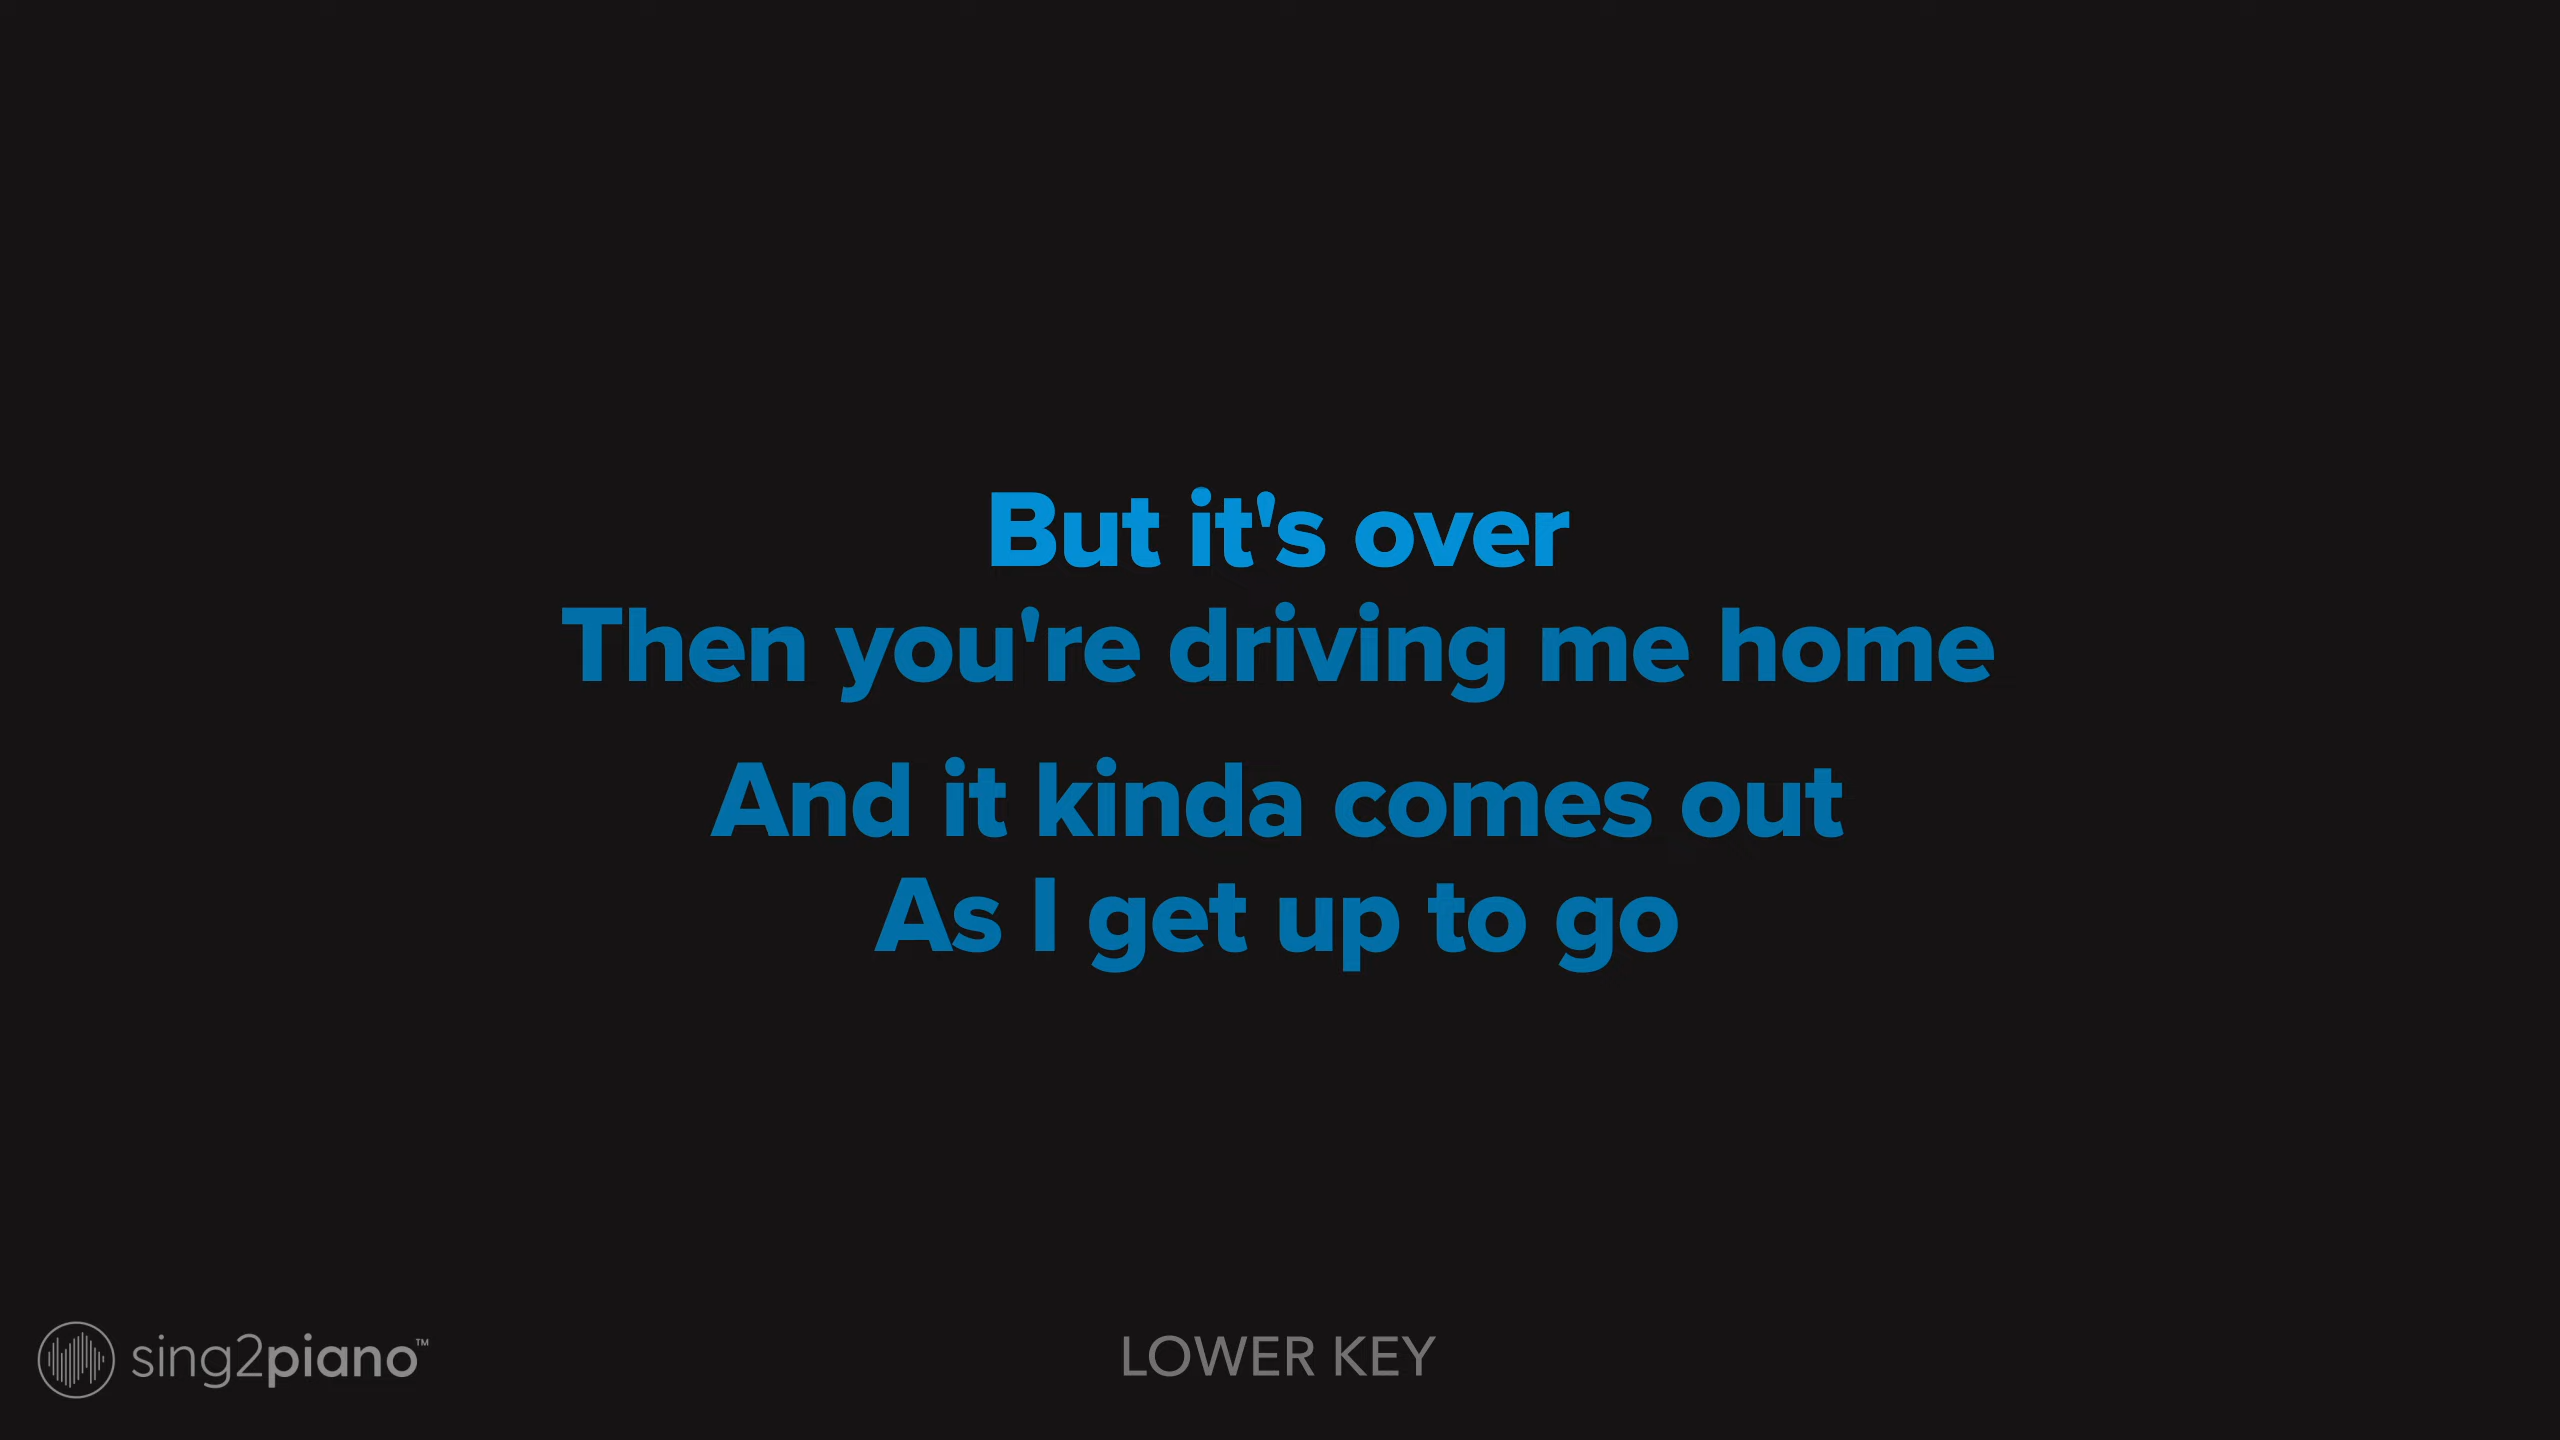 But it's over
Then you're driving me home
And it kinda comes out
As I get up to go
sing2piano™
LOWER KEY